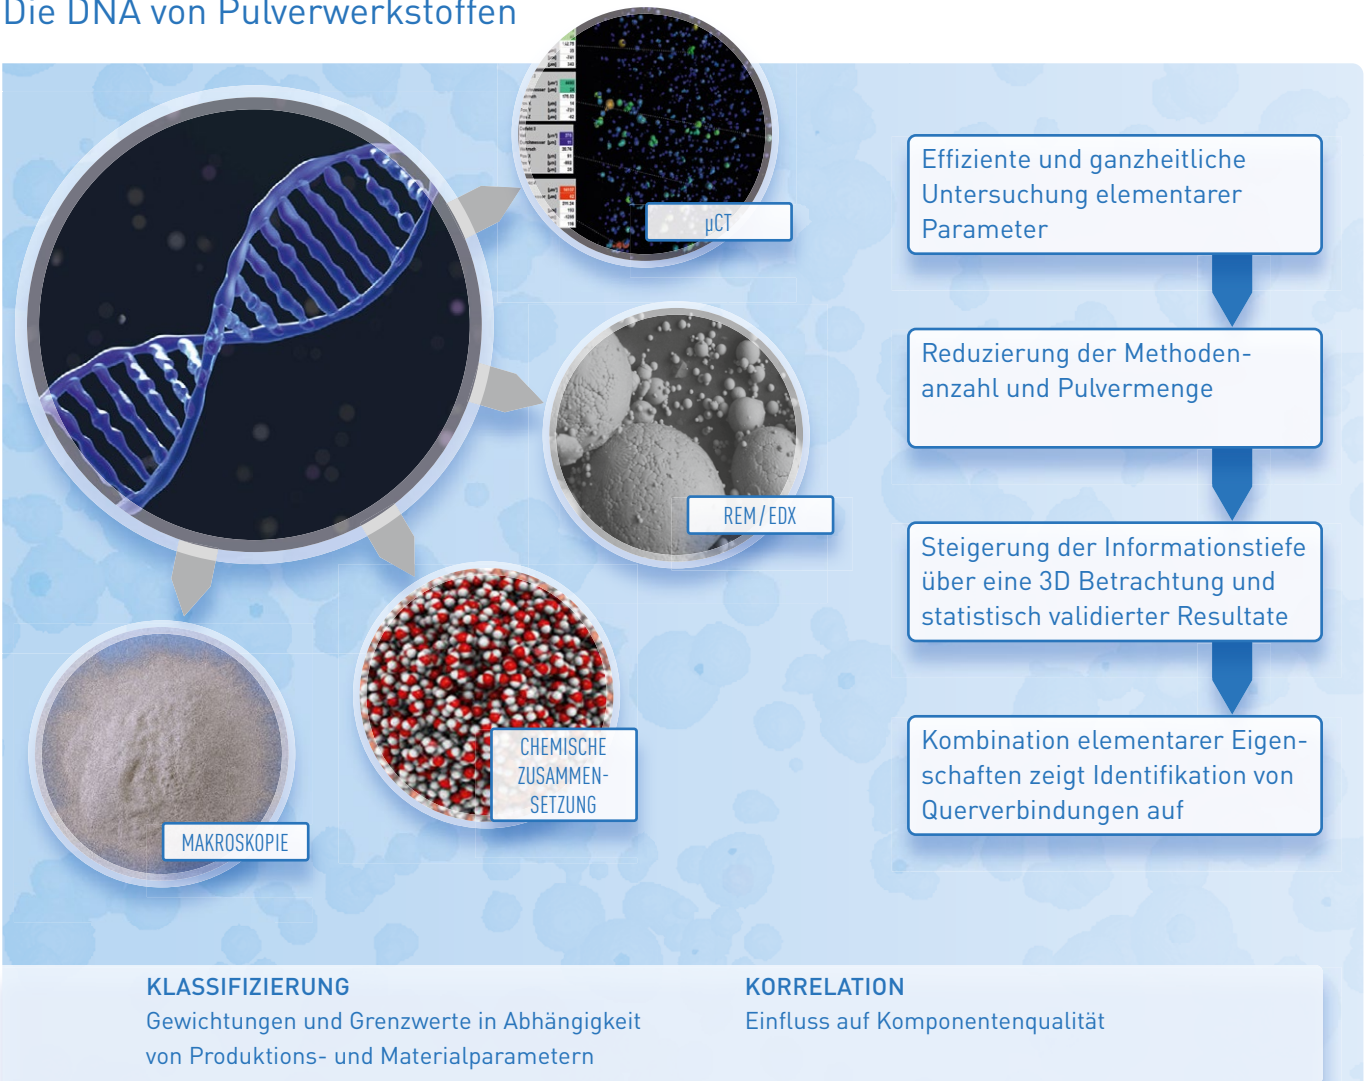 Die DNA von Pulverwerkstoffen
µCT
REM/EDX
CHEMISCHE
ZUSAMMEN-
SETZUNG
MAKROSKOPIE
Effiziente und ganzheitliche
Untersuchung elementarer
Parameter
Reduzierung der Methoden-
anzahl und Pulvermenge
Steigerung der Informationstiefe
über eine 3D Betrachtung und
statistisch validierter Resultate
Kombination elementarer Eigen-
schaften zeigt Identifikation von
Querverbindungen auf
KLASSIFIZIERUNG
Gewichtungen und Grenzwerte in Abhängigkeit
von Produktions- und Materialparametern
KORRELATION
Einfluss auf Komponentenqualität